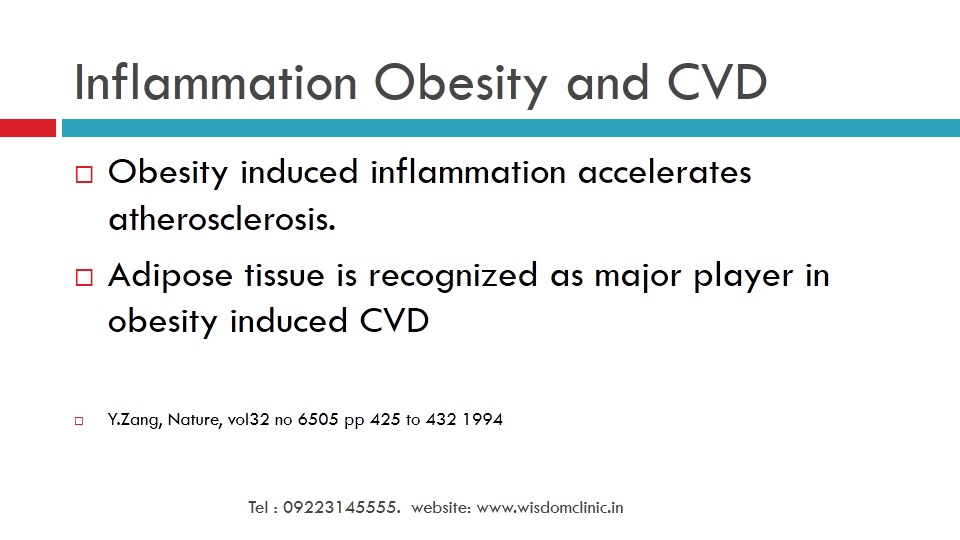 Inflammation Obesity and CVD
Obesity induced inflammation accelerates
atherosclerosis.
Adipose tissue is recognized as major player in
obesity induced CVD
Y.Zang, Nature, vol32 no 6505 pp 425 to 432 1994
Tel : 09223145555.  website: www.wisdomclinic.in